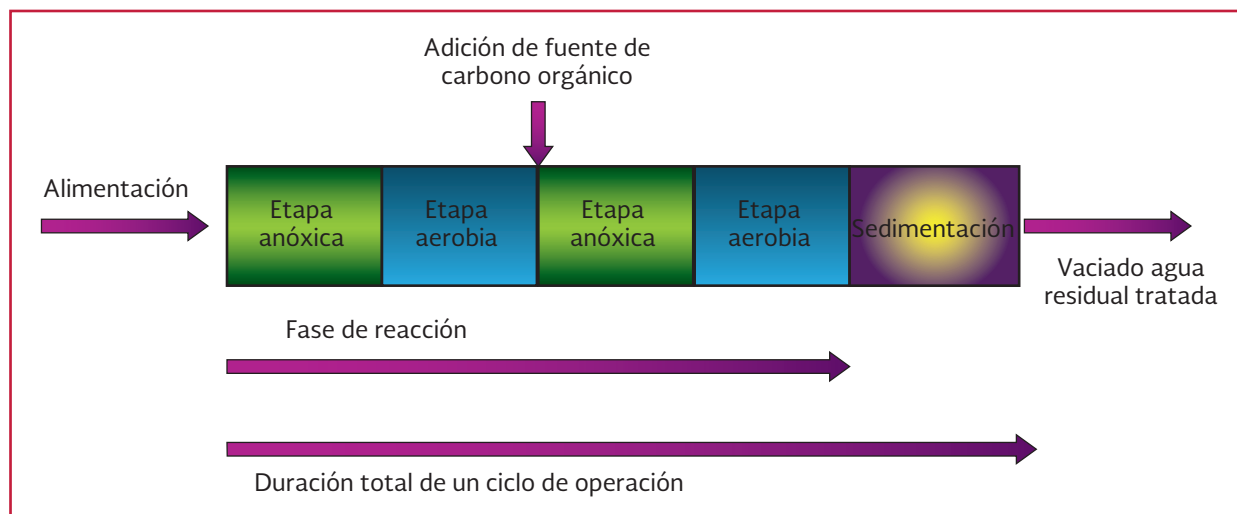 Adición de fuente de
carbono orgánico
Alimentación
Etapa
anóxica
Etapa
aerobia
Etapa
anóxica
Etapa
aerobia
Sedimentación
Vaciado agua
residual tratada
Fase de reacción
Duración total de un ciclo de operación